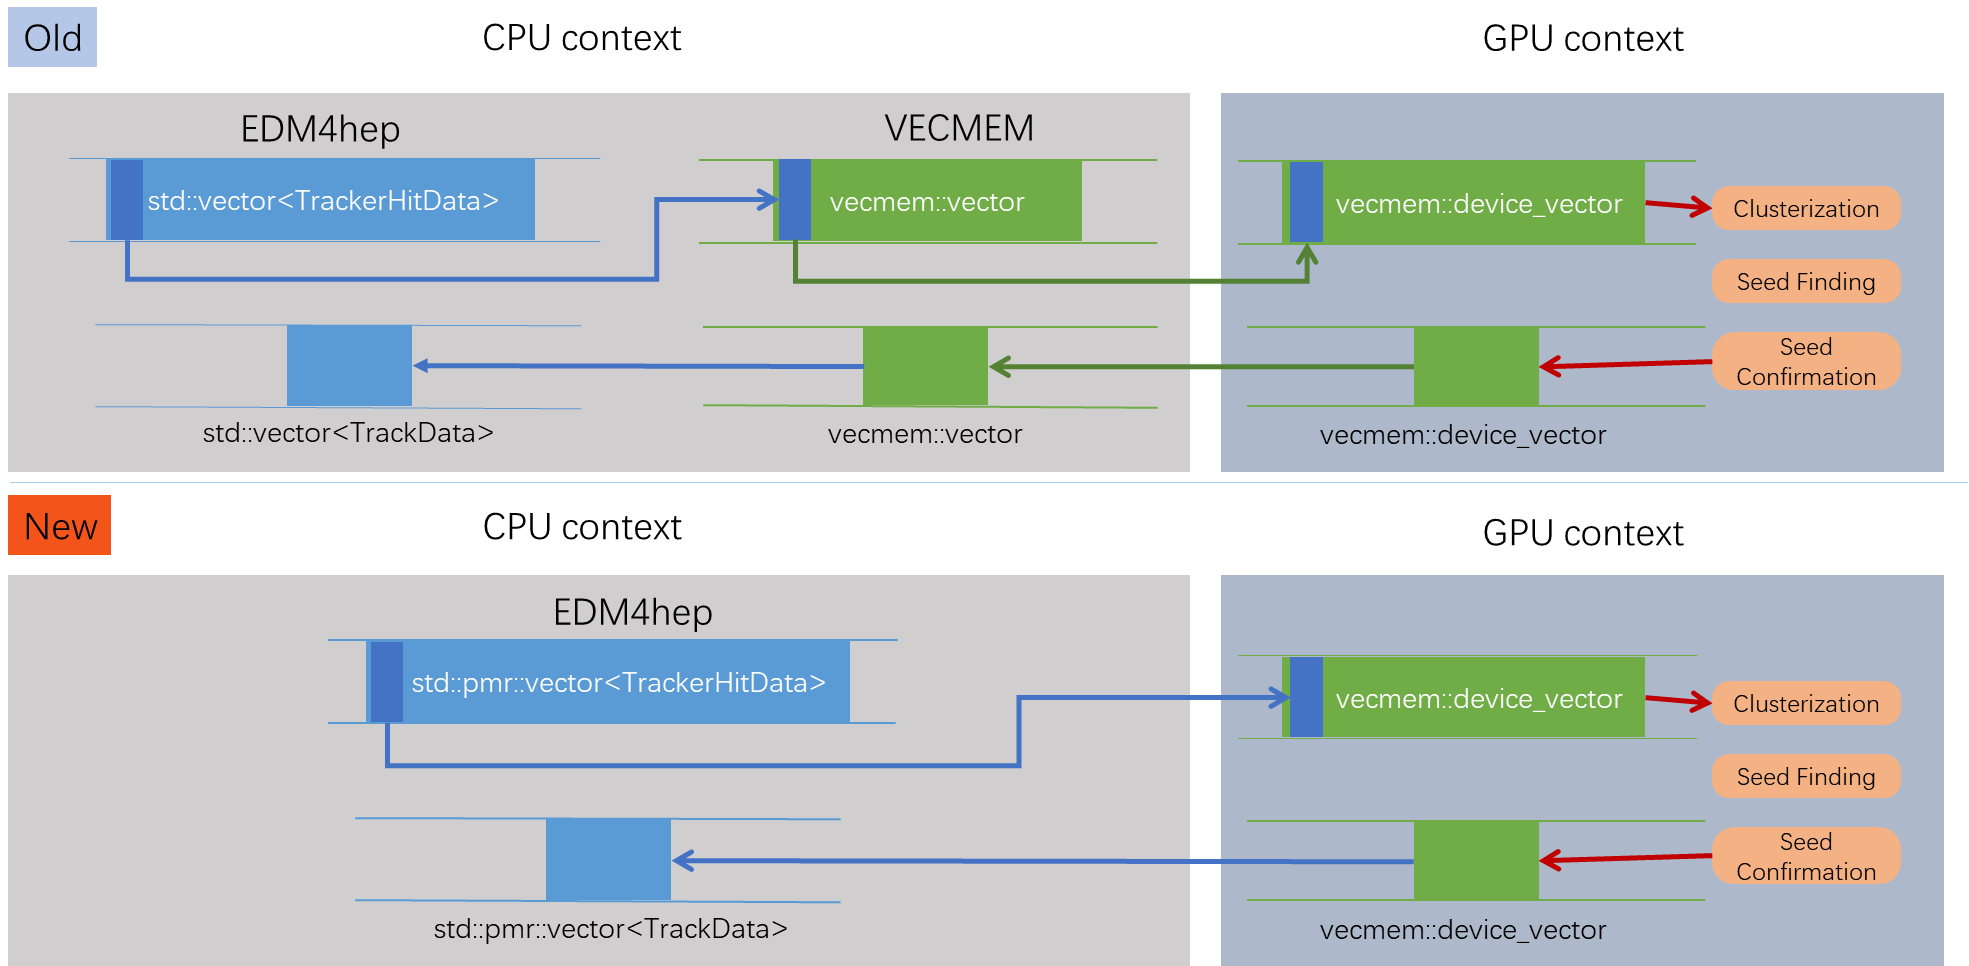 Old
CPU context
GPU context
EDM4hep
VECMEM
std::vector<TrackerHitData>
vecmem::vector
vecmem::device_vector
Clusterization
Seed Finding
Seed
Confirmation
std::vector<TrackData>
vecmem::vector
vecmem::device_vector
New
CPU context
GPU context
EDM4hep
std::pmr::vector<TrackerHitData>
vecmem::device_vector
Clusterization
Seed Finding
Seed
Confirmation
std::pmr::vector<TrackData>
vecmem::device_vector